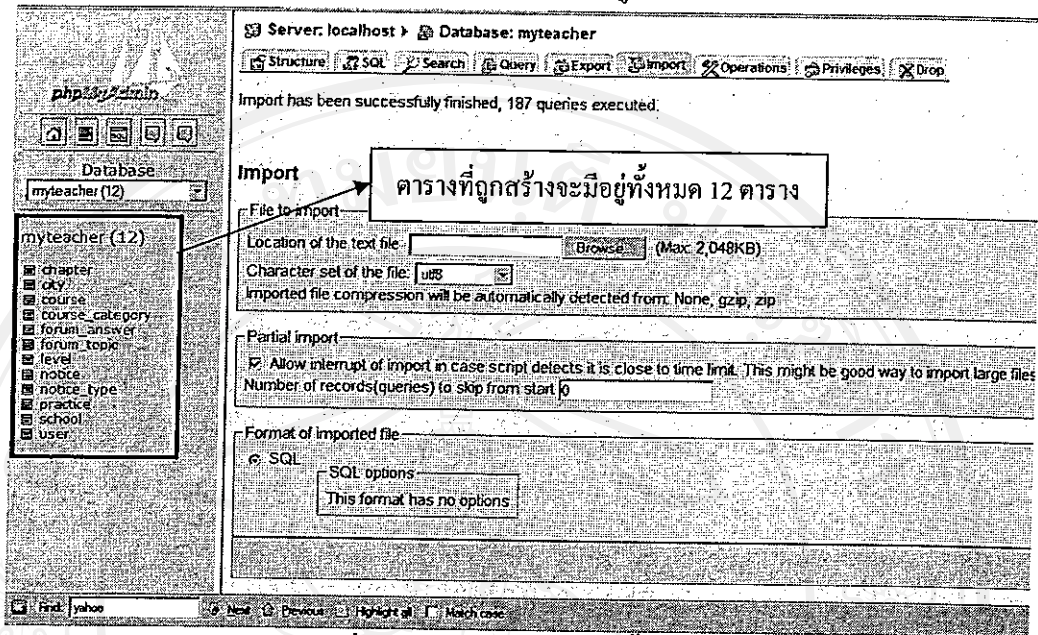 Server: localhost ▸ Database: myteacher
Structure SQL Search Query Export Import Operations Privileges Drop
phpMyAdmin
Import has been successfully finished, 187 queries executed.
Database
myteacher (12)
myteacher (12)
chapter
city
course
course_category
forum_answer
forum_topic
level
notice
notice_type
practice
school
user
Import
ตารางที่ถูกสร้างจะมีอยู่ทั้งหมด 12 ตาราง
File to import
Location of the text file Browse... (Max: 2,048KB)
Character set of the file: utf8
Imported file compression will be automatically detected from: None, gzip, zip
Partial import
Allow interrupt of import in case script detects it is close to time limit. This might be good way to import large files
Number of records(queries) to skip from start 0
Format of imported file
SQL
SQL options
This format has no options
Find: yahoo Next Previous Highlight all Match case